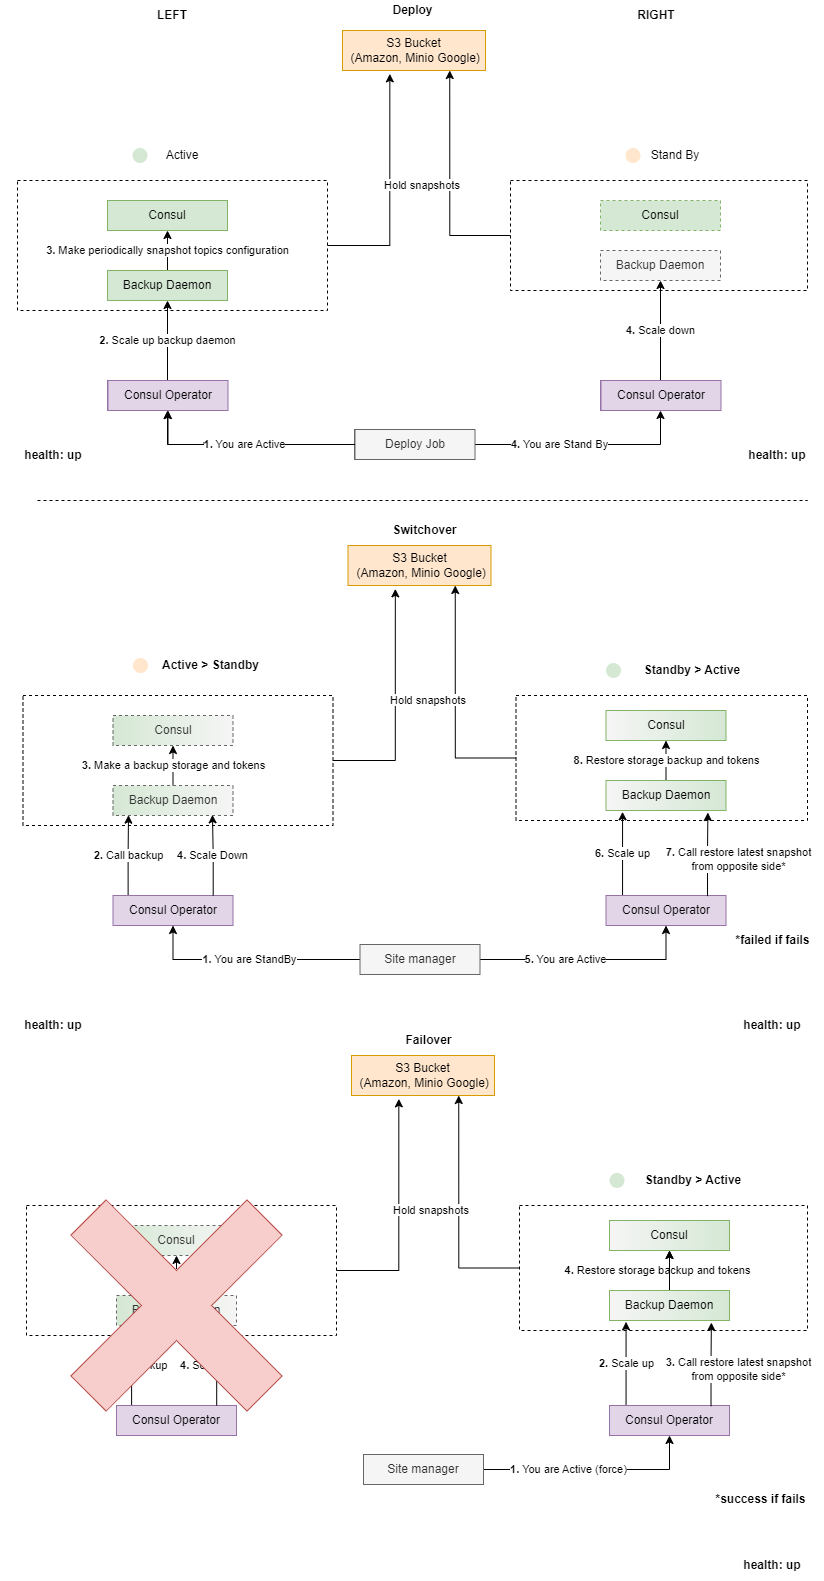 LEFT
Deploy
RIGHT
S3 Bucket
(Amazon, Minio Google)
Active
Stand By
Hold snapshots
Consul
3. Make periodically snapshot topics configuration
Backup Daemon
Consul
Backup Daemon
2. Scale up backup daemon
4. Scale down
Consul Operator
Consul Operator
1. You are Active
Deploy Job
4. You are Stand By
health: up
health: up
Switchover
S3 Bucket
(Amazon, Minio Google)
Active > Standby
Standby > Active
Hold snapshots
Consul
3. Make a backup storage and tokens
Backup Daemon
Consul
8. Restore storage backup and tokens
Backup Daemon
2. Call backup
4. Scale Down
6. Scale up
7. Call restore latest snapshot
from opposite side*
Consul Operator
Consul Operator
*failed if fails
1. You are StandBy
Site manager
5. You are Active
health: up
health: up
Failover
S3 Bucket
(Amazon, Minio Google)
Standby > Active
Hold snapshots
Consul
Consul
4. Restore storage backup and tokens
Backup Daemon
4.
2. Scale up
3. Call restore latest snapshot
from opposite side*
Consul Operator
Consul Operator
Site manager
1. You are Active (force)
*success if fails
health: up